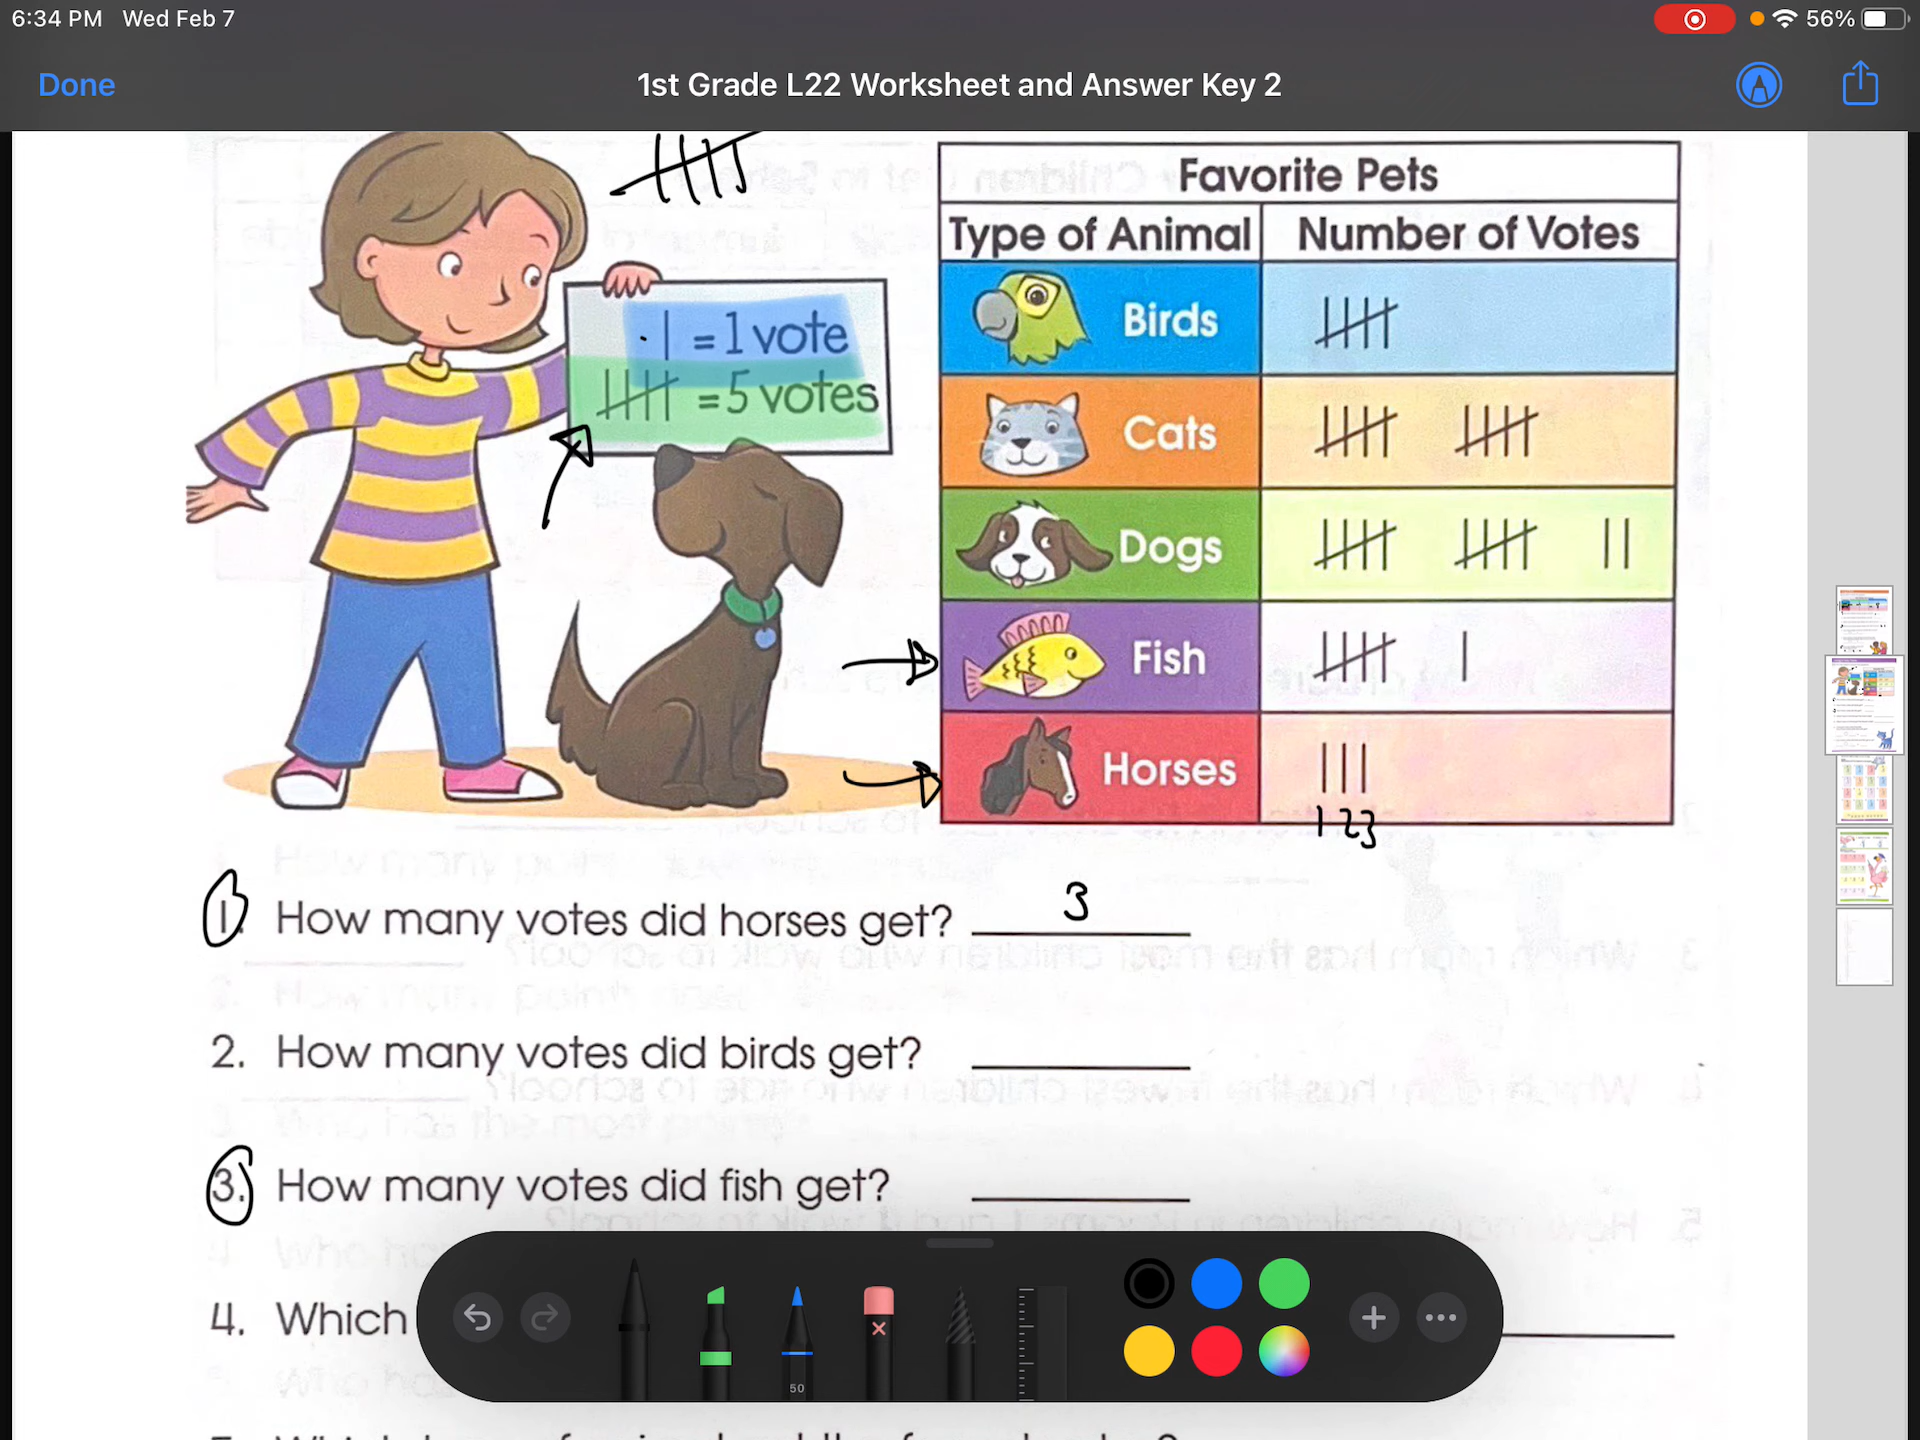 6:34 PM Wed Feb 7
56%
Done
1st Grade L22 Worksheet and Answer Key 2
Favorite Pets
Type of Animal Number of Votes
| = 1 vote
= 5 votes
Birds
Cats
Dogs
Fish
Horses
1 2 3
1. How many votes did horses get? 3
2. How many votes did birds get?
3. How many votes did fish get?
4. Which
50